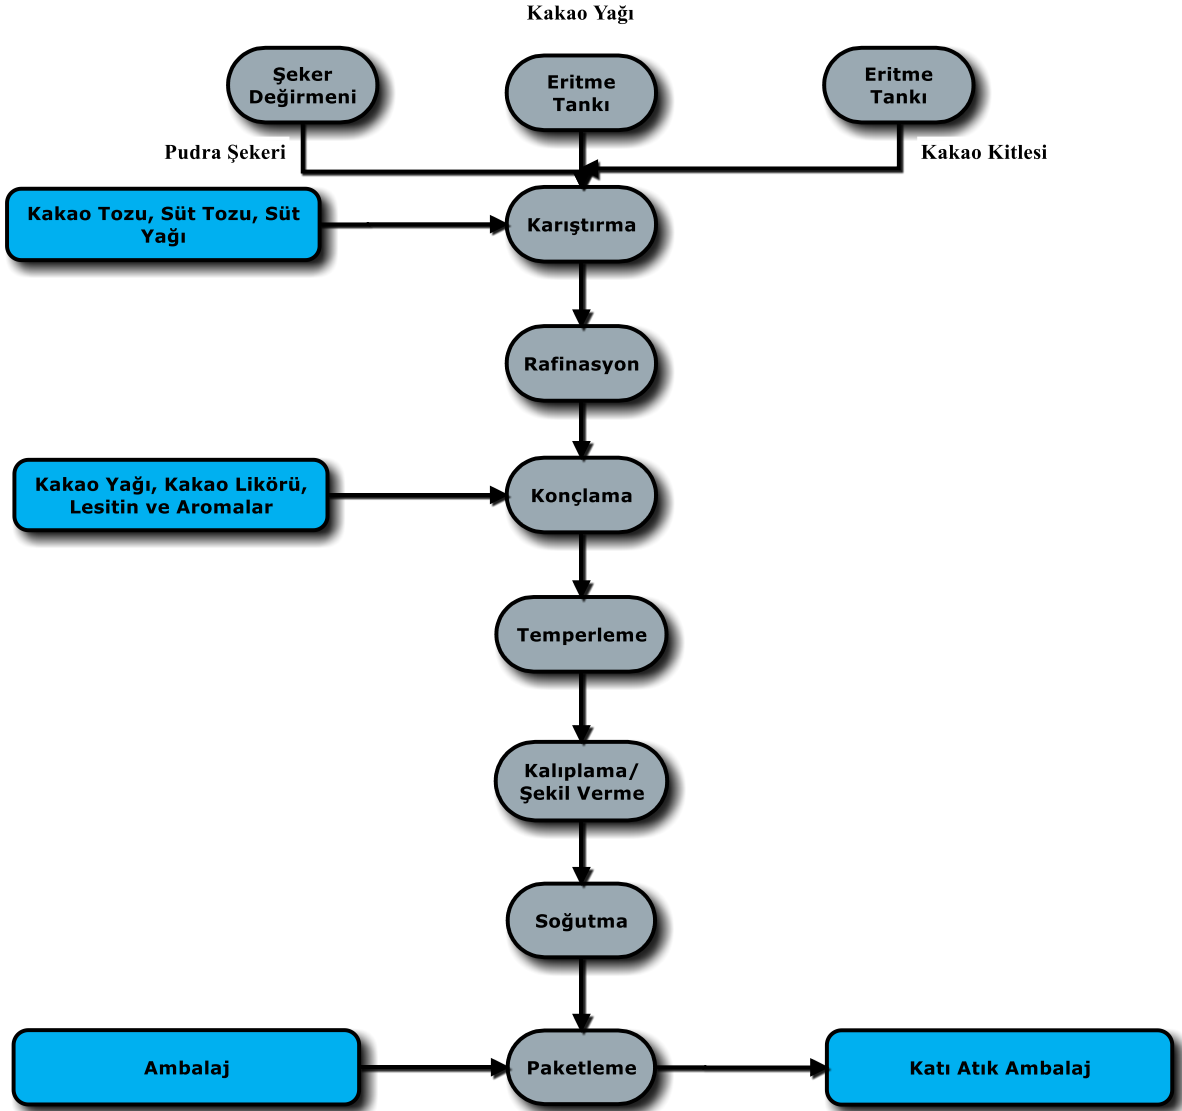 Kakao Yağı
Şeker
Değirmeni
Eritme
Tankı
Eritme
Tankı
Pudra Şekeri
Kakao Kitlesi
Kakao Tozu, Süt Tozu, Süt
Yağı
Karıştırma
Rafinasyon
Kakao Yağı, Kakao Likörü,
Lesitin ve Aromalar
Konçlama
Temperleme
Kalıplama/
Şekil Verme
Soğutma
Ambalaj
Paketleme
Katı Atık Ambalaj